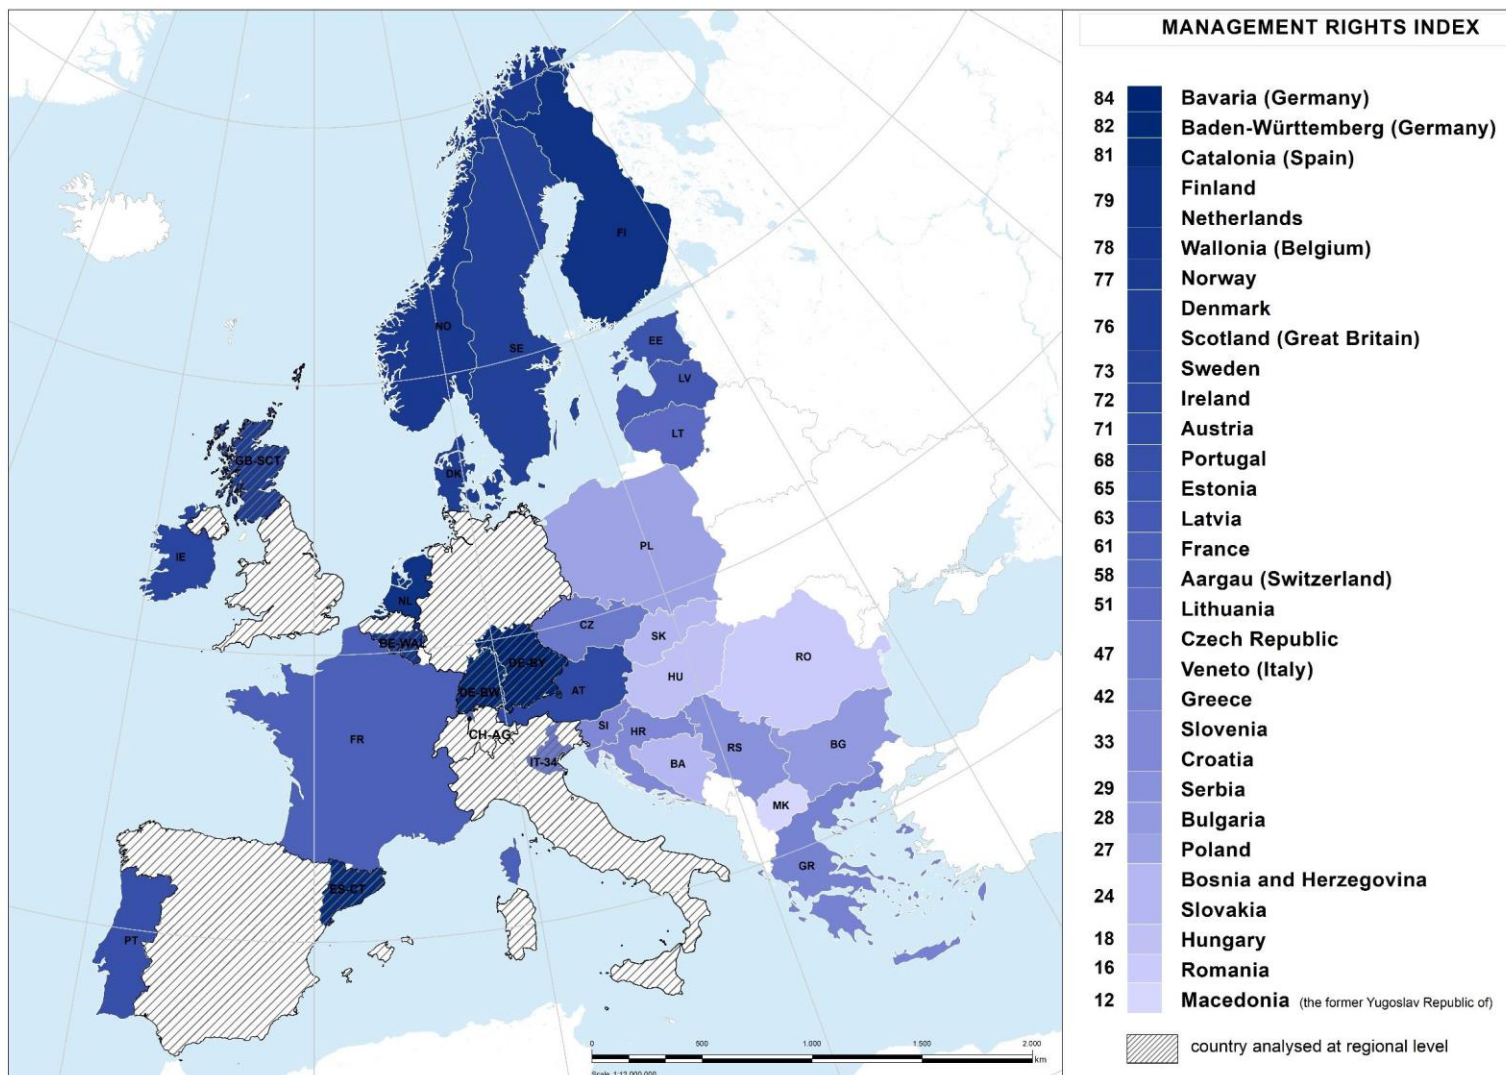 MANAGEMENT RIGHTS INDEX
84 Bavaria (Germany)
82 Baden-Württemberg (Germany)
81 Catalonia (Spain)
79 Finland
Netherlands
78 Wallonia (Belgium)
77 Norway
76 Denmark
Scotland (Great Britain)
73 Sweden
72 Ireland
71 Austria
68 Portugal
65 Estonia
63 Latvia
61 France
58 Aargau (Switzerland)
51 Lithuania
47 Czech Republic
Veneto (Italy)
42 Greece
33 Slovenia
Croatia
29 Serbia
28 Bulgaria
27 Poland
24 Bosnia and Herzegovina
Slovakia
18 Hungary
16 Romania
12 Macedonia (the former Yugoslav Republic of)
country analysed at regional level
FI
NO
SE
EE
LV
LT
GB-SCT
DK
IE
PL
NL
BE-WAL
CZ
SK
RO
DE-BY
HU
DE-BW
AT
FR
CH-AG
SI
HR
RS
BG
IT-34
BA
MK
GR
ES-CT
PT
0 500 1.000 1.500 2.000
km
Scale 1:12.000.000